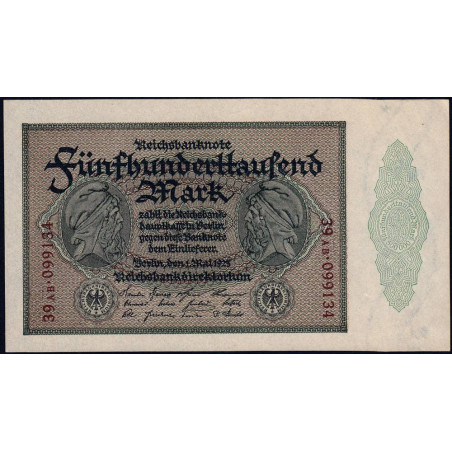 Reichsbanknote
Fünfhunderttausend
Mark
zahlt die Reichsbank-
hauptkasse in Berlin
gegen diese Banknote
dem Einlieferer.
Berlin, den 1. Mai 1923
Reichsbankdirektorium
39 AB·099134
39 AB·099134